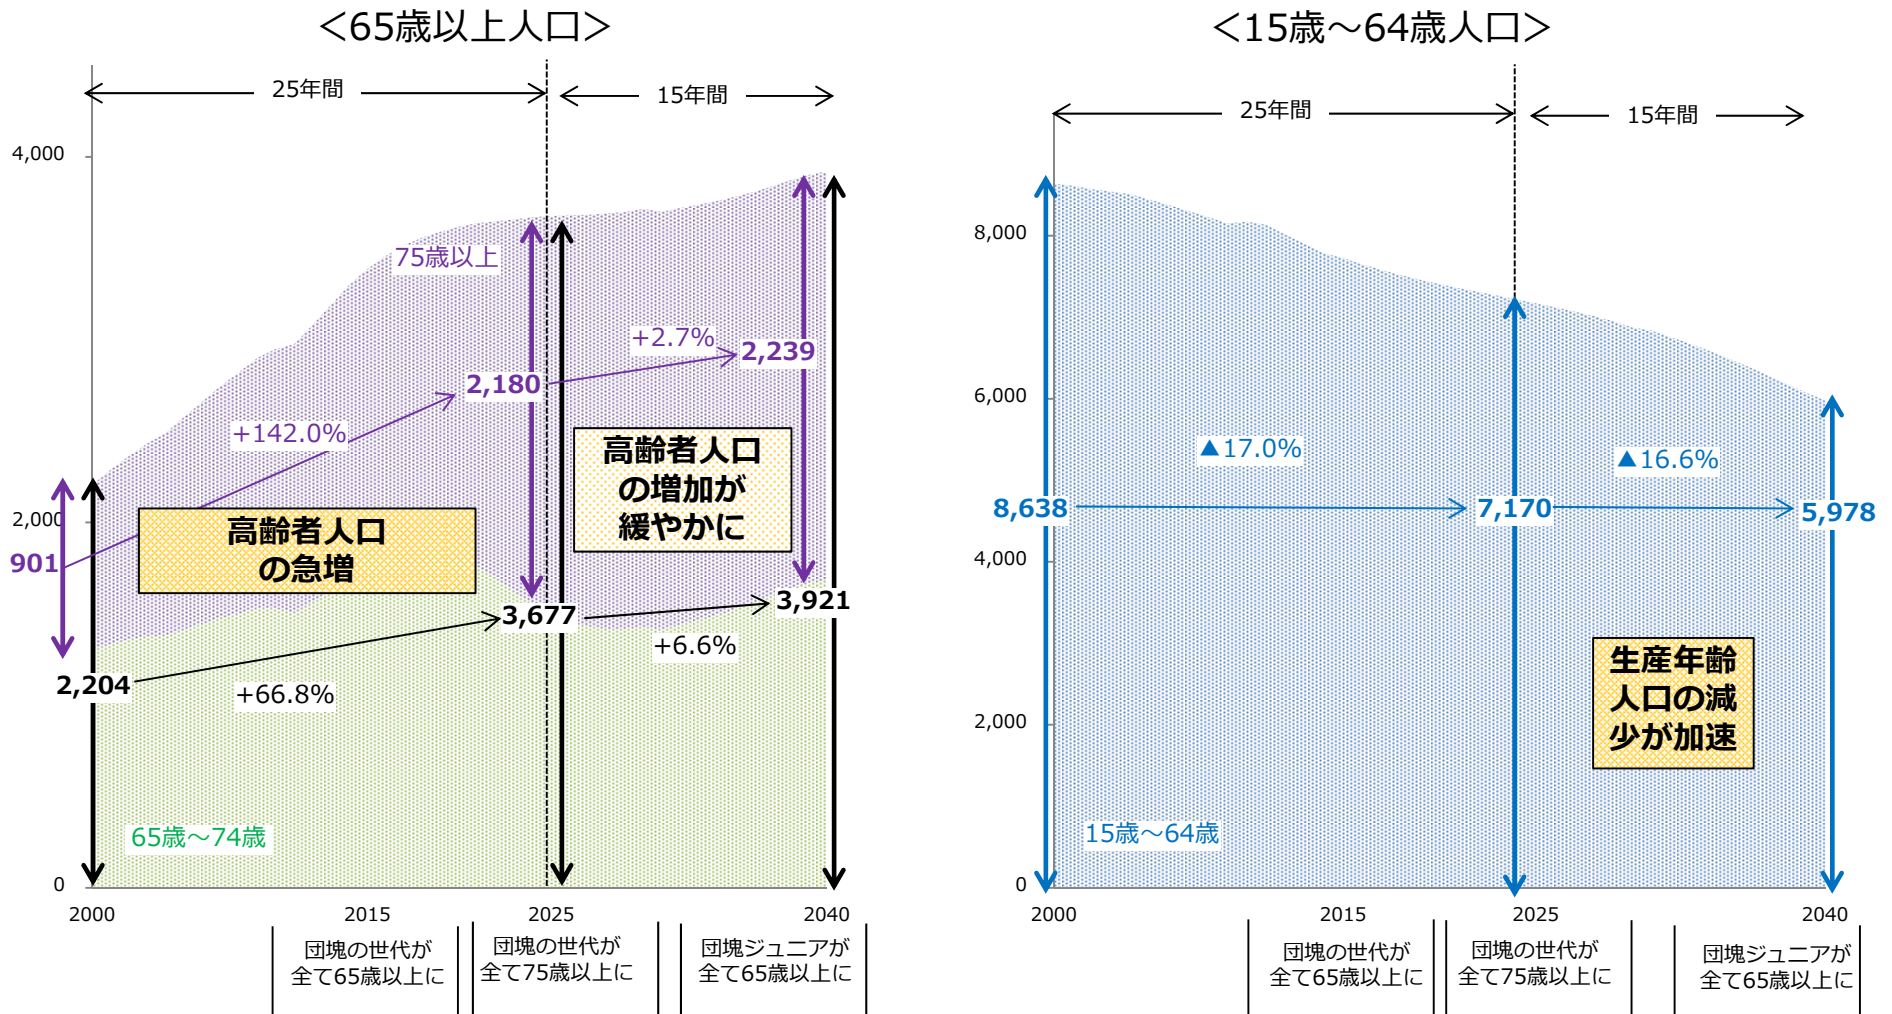 ＜65歳以上人口＞
25年間
15年間
4,000
2,000
0
75歳以上
+2.7%
2,239
2,180
+142.0%
高齢者人口
の増加が
緩やかに
高齢者人口
の急増
901
3,677
3,921
+6.6%
2,204
+66.8%
65歳～74歳
2000
2015
2025
2040
団塊の世代が
全て65歳以上に
団塊の世代が
全て75歳以上に
団塊ジュニアが
全て65歳以上に
＜15歳～64歳人口＞
25年間
15年間
8,000
6,000
4,000
2,000
0
▲17.0%
▲16.6%
8,638
7,170
5,978
生産年齢
人口の減
少が加速
15歳～64歳
2000
2015
2025
2040
団塊の世代が
全て65歳以上に
団塊の世代が
全て75歳以上に
団塊ジュニアが
全て65歳以上に